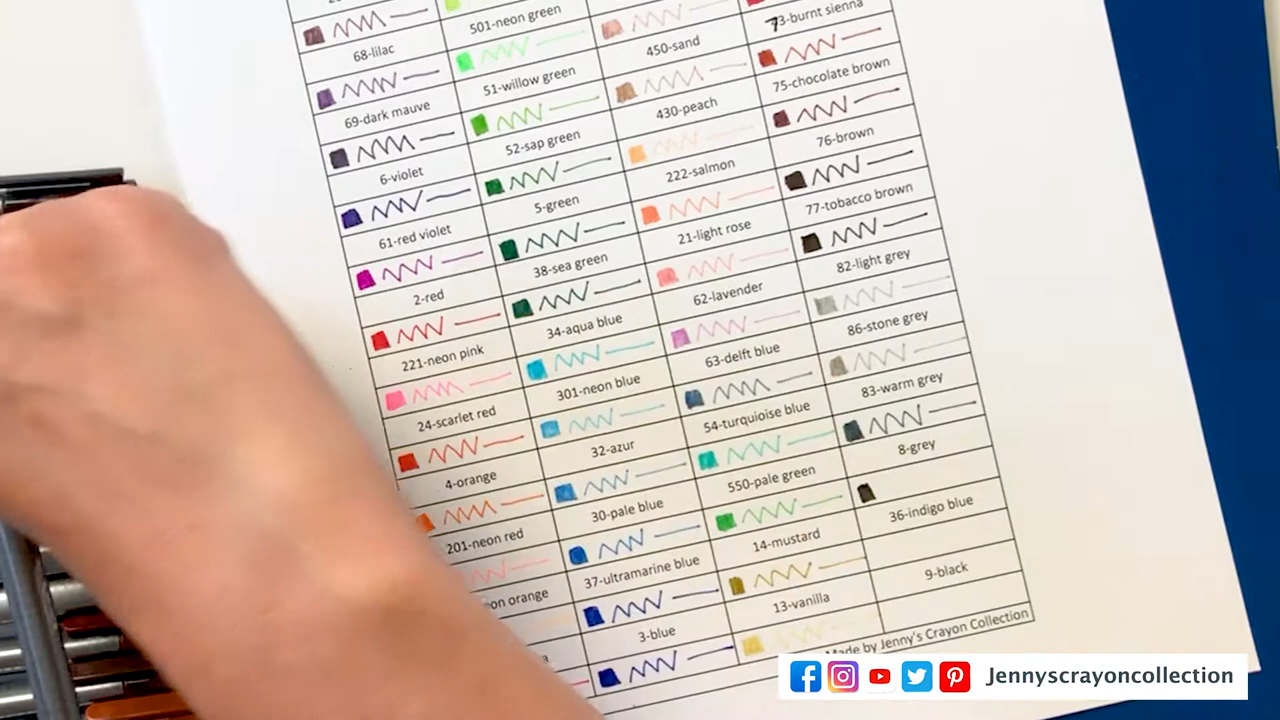 68-lilac
69-dark mauve
6-violet
61-red violet
2-red
221-neon pink
24-scarlet red
4-orange
201-neon red
on orange
501-neon green
51-willow green
52-sap green
5-green
38-sea green
34-aqua blue
301-neon blue
32-azur
30-pale blue
37-ultramarine blue
3-blue
450-sand
430-peach
222-salmon
21-light rose
62-lavender
63-delft blue
54-turquioise blue
550-pale green
14-mustard
13-vanilla
73-burnt sienna
75-chocolate brown
76-brown
77-tobacco brown
82-light grey
86-stone grey
83-warm grey
8-grey
36-indigo blue
9-black
Made by Jenny's Crayon Collection
Jennyscrayoncollection